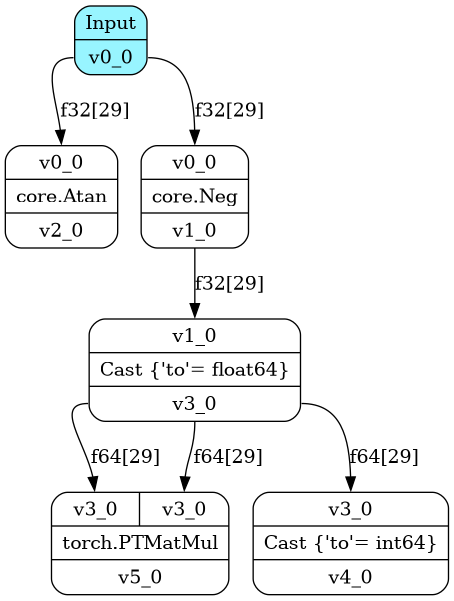 Input
v0_0
f32[29]
f32[29]
v0_0
core.Atan
v2_0
v0_0
core.Neg
v1_0
f32[29]
v1_0
Cast {'to'= float64}
v3_0
f64[29]
f64[29]
f64[29]
v3_0
v3_0
torch.PTMatMul
v5_0
v3_0
Cast {'to'= int64}
v4_0